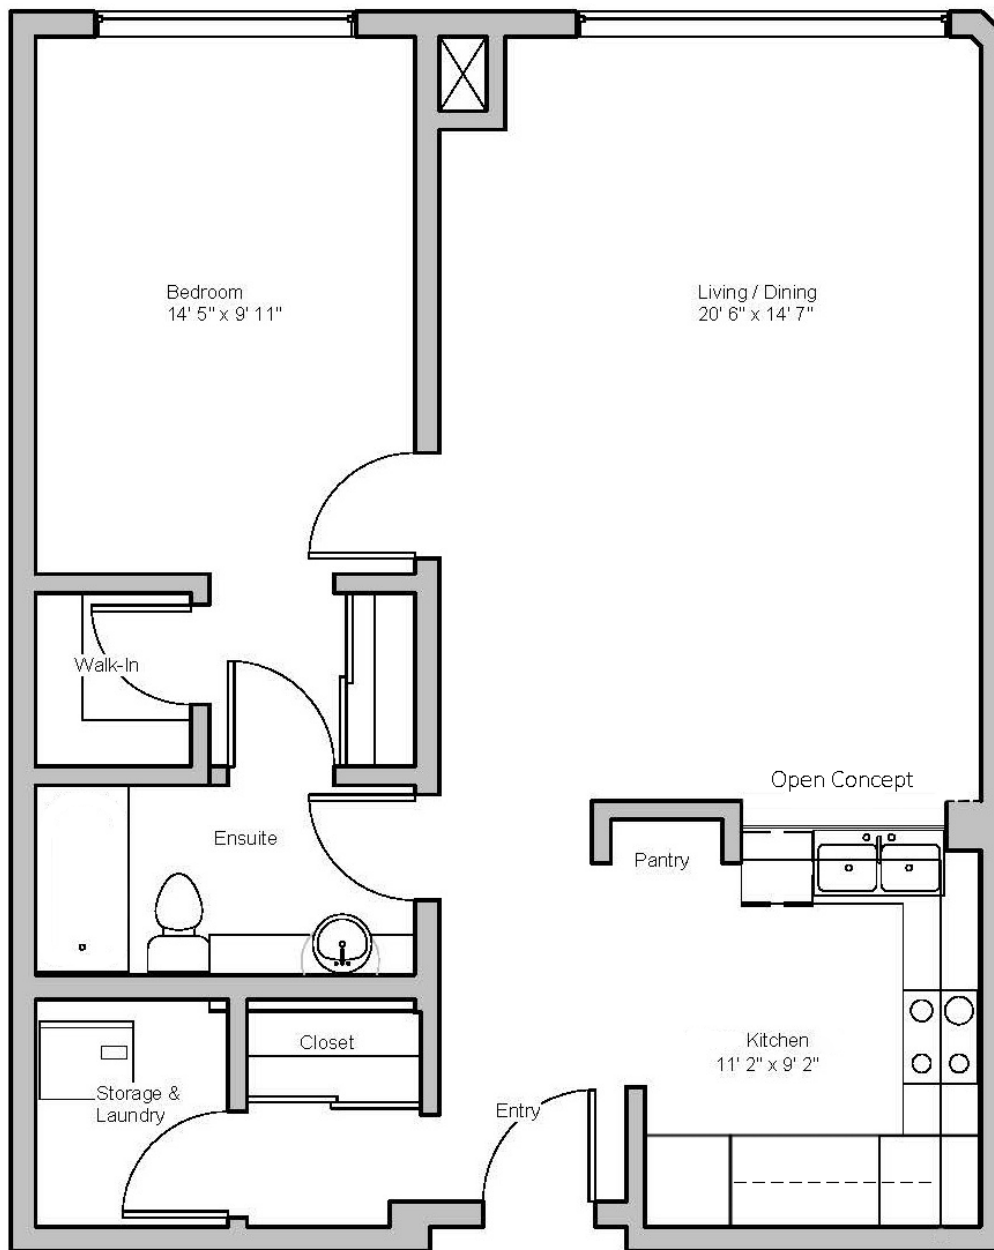 Bedroom
14' 5" x 9' 11"
Living / Dining
20' 6" x 14' 7"
Walk-In
Open Concept
Ensuite
Pantry
Kitchen
11' 2" x 9' 2"
Closet
Storage &
Laundry
Entry